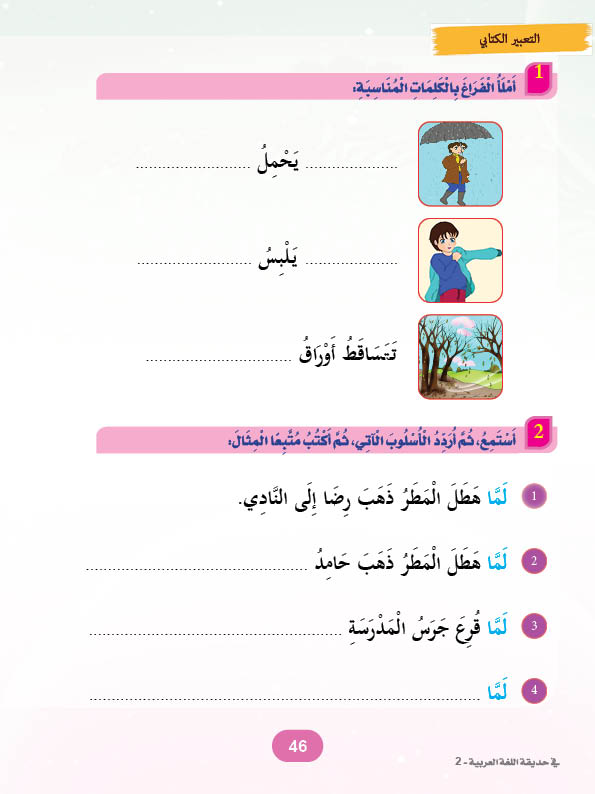 التعبير الكتابي
1 أَمْلَأُ الْفَرَاغَ بِالْكَلِمَاتِ الْمُنَاسِبَةِ:
..................... يَحْمِلُ ..........................
..................... يَلْبِسُ ..........................
تَتَسَاقَطُ أَوْرَاقُ .................................
2 أَسْتَمِعُ، ثُمَّ أُرَدِّدُ الْأُسْلُوبَ الْآتِي، ثُمَّ أَكْتُبُ مُتَّبِعَا الْمِثَالَ:
1 لَمَّا هَطَلَ الْمَطَرُ ذَهَبَ رِضَا إِلَى النَّادِي.
2 لَمَّا هَطَلَ الْمَطَرُ ذَهَبَ حَامِدُ ..................................................
3 لَمَّا قُرِعَ جَرَسُ الْمَدْرَسَةِ .........................................................
4 لَمَّا ........................................................................................
46
في حديقة اللغة العربية - 2